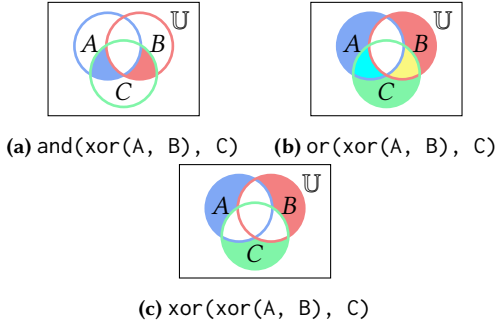 𝕌
A B
C
(a) and(xor(A, B), C)
𝕌
A B
C
(b) or(xor(A, B), C)
𝕌
A B
C
(c) xor(xor(A, B), C)